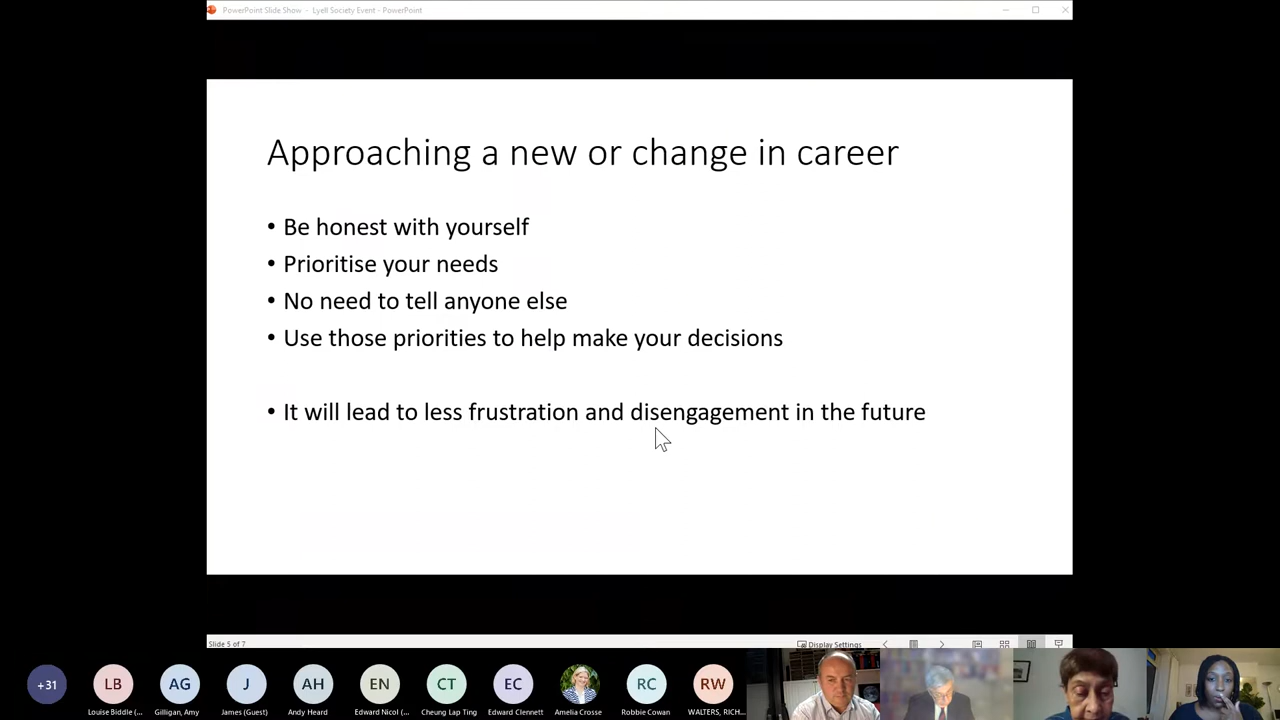 PowerPoint Slide Show - Lyell Society Event - PowerPoint
Approaching a new or change in career
• Be honest with yourself
• Prioritise your needs
• No need to tell anyone else
• Use those priorities to help make your decisions
• It will lead to less frustration and disengagement in the future
Slide 5 of 7
Display Settings
+31
LB
AG
J
AH
EN
CT
EC
RC
RW
Louise Biddle (...
Gilligan, Amy
James (Guest)
Andy Heard
Edward Nicol (...
Cheung Lap Ting
Edward Clennett
Amelia Crosse
Robbie Cowan
WALTERS, RICH...